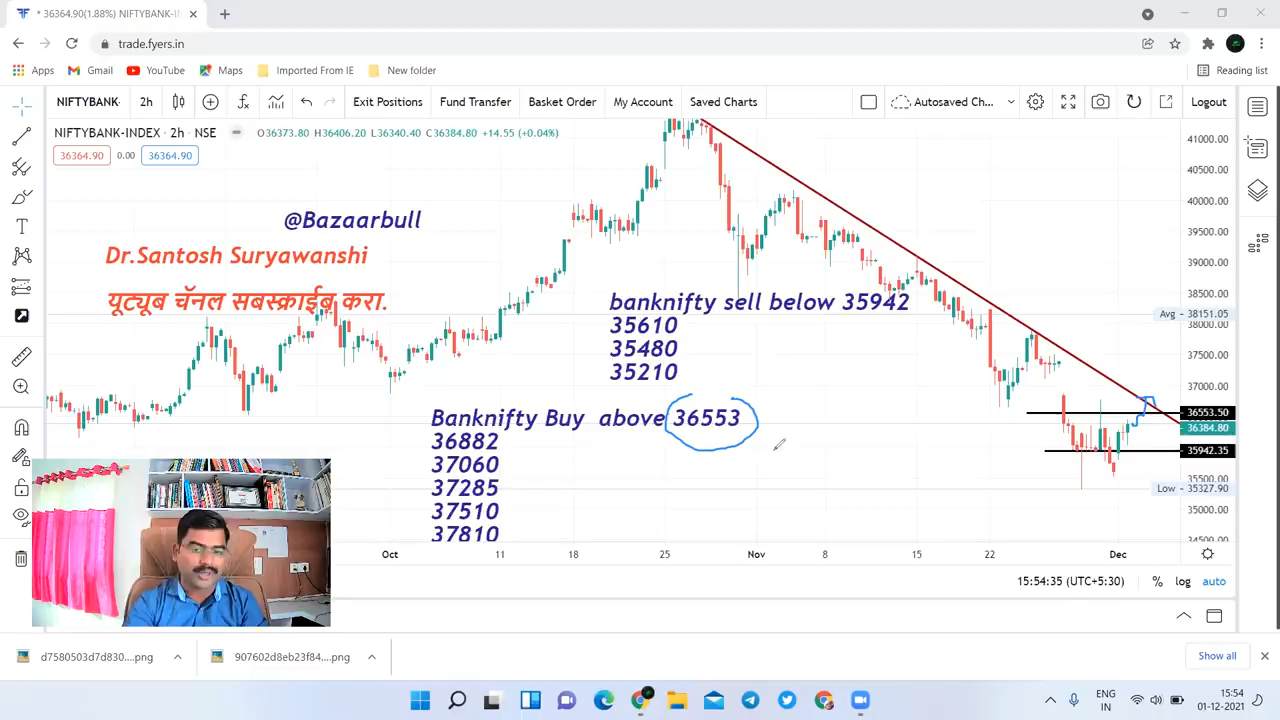 * 36364.90(1.88%) NIFTYBANK-IN
trade.fyers.in
Apps Gmail YouTube Maps Imported From IE New folder Reading list
NIFTYBANK- 2h Exit Positions Fund Transfer Basket Order My Account Saved Charts Autosaved Ch... Logout
NIFTYBANK-INDEX · 2h · NSE O36373.80 H36406.20 L36340.40 C36384.80 +14.55 (+0.04%)
36364.90 0.00 36364.90
@Bazaarbull
Dr.Santosh Suryawanshi
यूट्यूब चॅनल सबस्क्राईब करा.
banknifty sell below 35942
35610
35480
35210
Banknifty Buy above 36553
36882
37060
37285
37510
37810
41000.00
40500.00
40000.00
39500.00
39000.00
38500.00
Avg - 38151.05
38000.00
37500.00
37000.00
36553.50
36384.80
35942.35
35500.00
Low - 35327.90
35000.00
34500.00
Oct 11 18 25 Nov 8 15 22 Dec
15:54:35 (UTC+5:30) % log auto
d7580503d7d830....png 907602d8eb23f84....png Show all
ENG
IN
15:54
01-12-2021